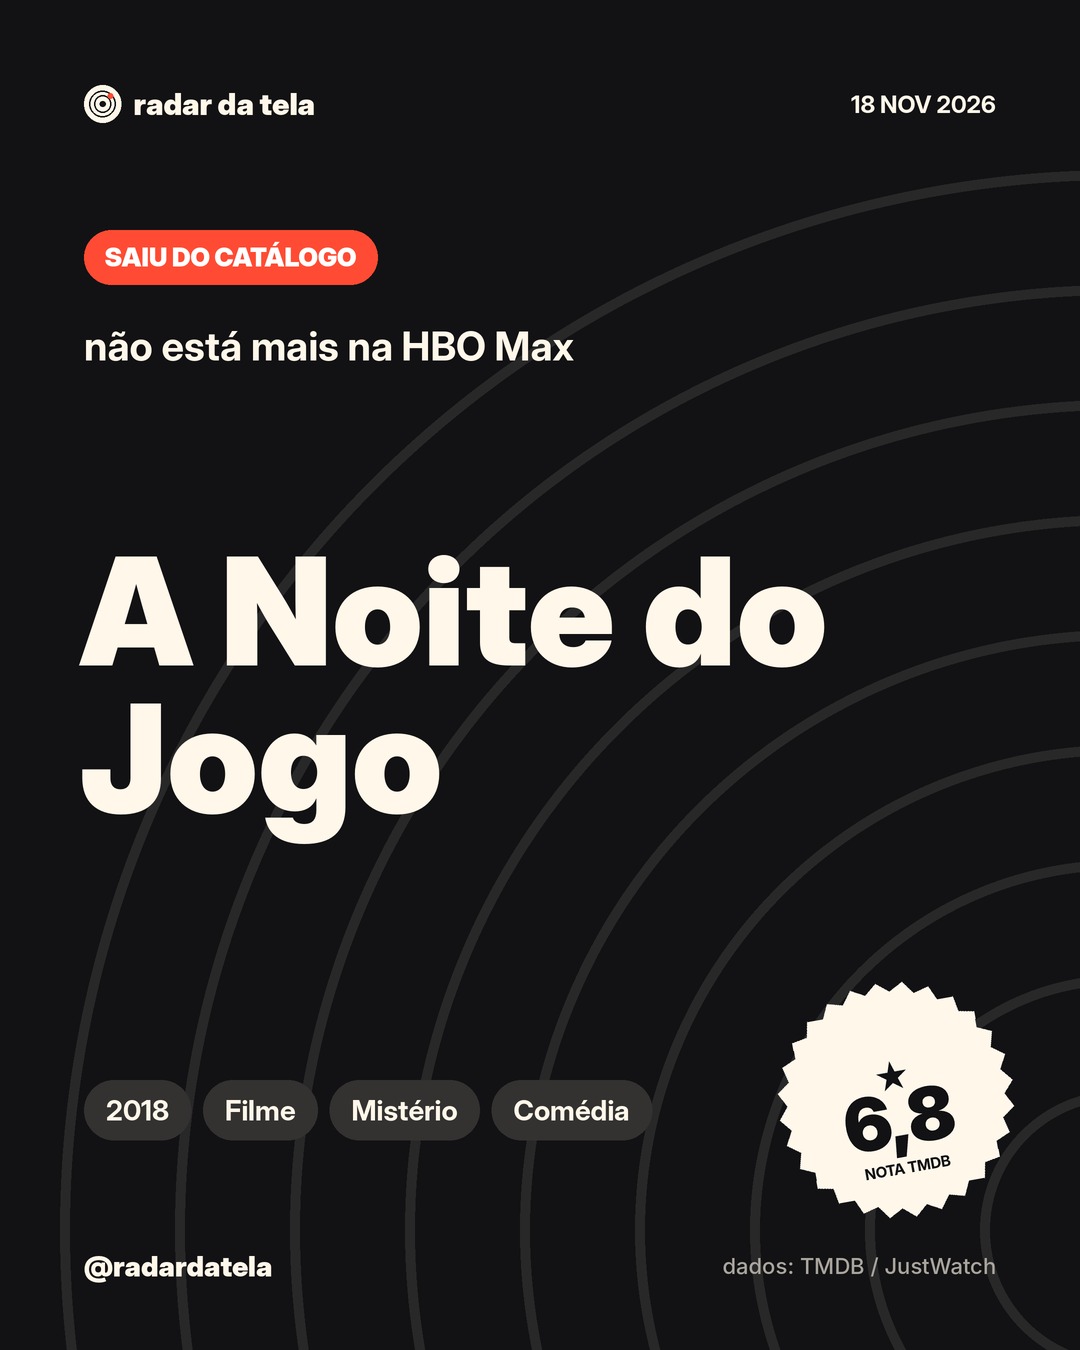 radar da tela
18 NOV 2026
SAIU DO CATÁLOGO
não está mais na HBO Max
A Noite do
Jogo
2018
Filme
Mistério
Comédia
★
6,8
NOTA TMDB
@radardatela
dados: TMDB / JustWatch